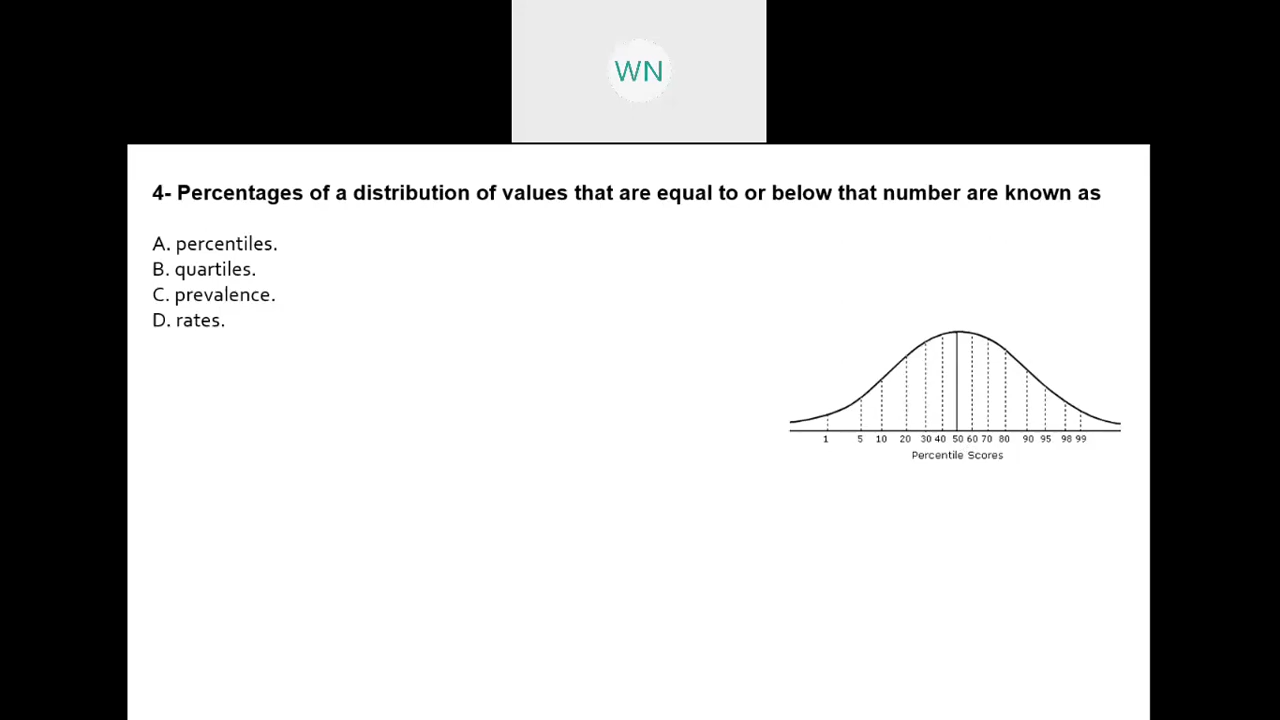 WN
4- Percentages of a distribution of values that are equal to or below that number are known as
A. percentiles.
B. quartiles.
C. prevalence.
D. rates.
1 5 10 20 30 40 50 60 70 80 90 95 98 99
Percentile Scores